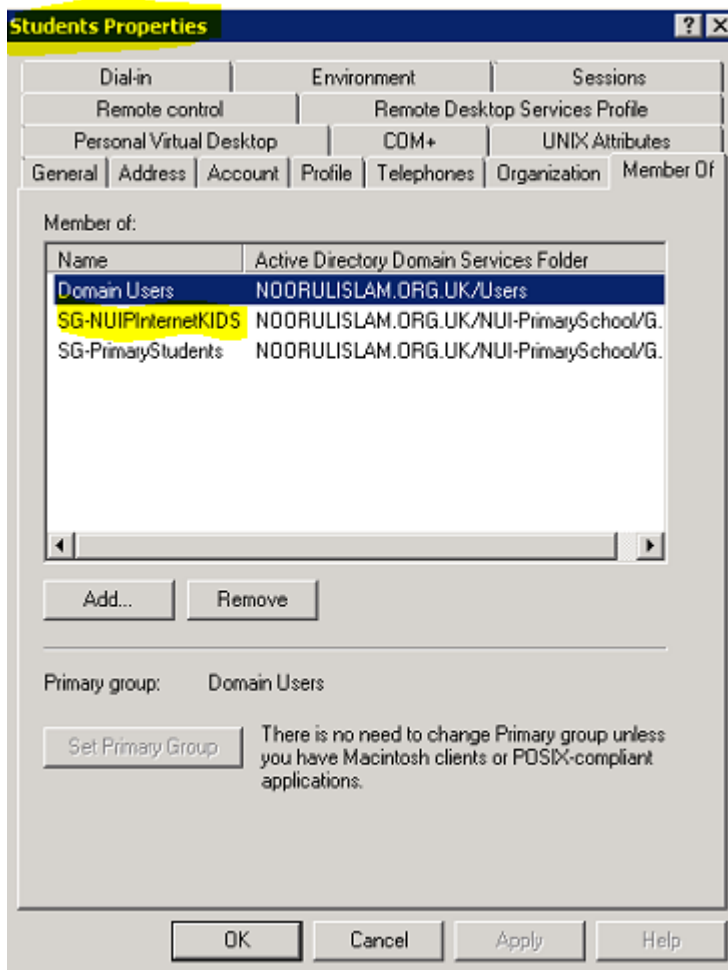 Students Properties
Dial-in Environment Sessions
Remote control Remote Desktop Services Profile
Personal Virtual Desktop COM+ UNIX Attributes
General Address Account Profile Telephones Organization Member Of
Member of:
Name Active Directory Domain Services Folder
Domain Users NOORULISLAM.ORG.UK/Users
SG-NUIPInternetKIDS NOORULISLAM.ORG.UK/NUI-PrimarySchool/G.
SG-PrimaryStudents NOORULISLAM.ORG.UK/NUI-PrimarySchool/G.
Add... Remove
Primary group: Domain Users
Set Primary Group
There is no need to change Primary group unless
you have Macintosh clients or POSIX-compliant
applications.
OK Cancel Apply Help